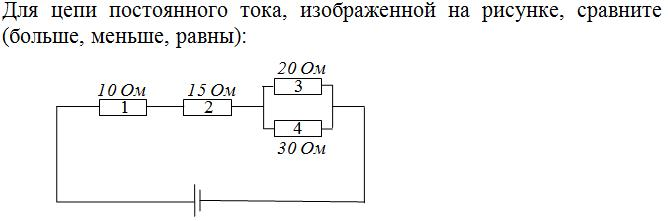 Для цепи постоянного тока, изображенной на рисунке, сравните
(больше, меньше, равны):
20 Ом
10 Ом 15 Ом 3
1 2
4
30 Ом